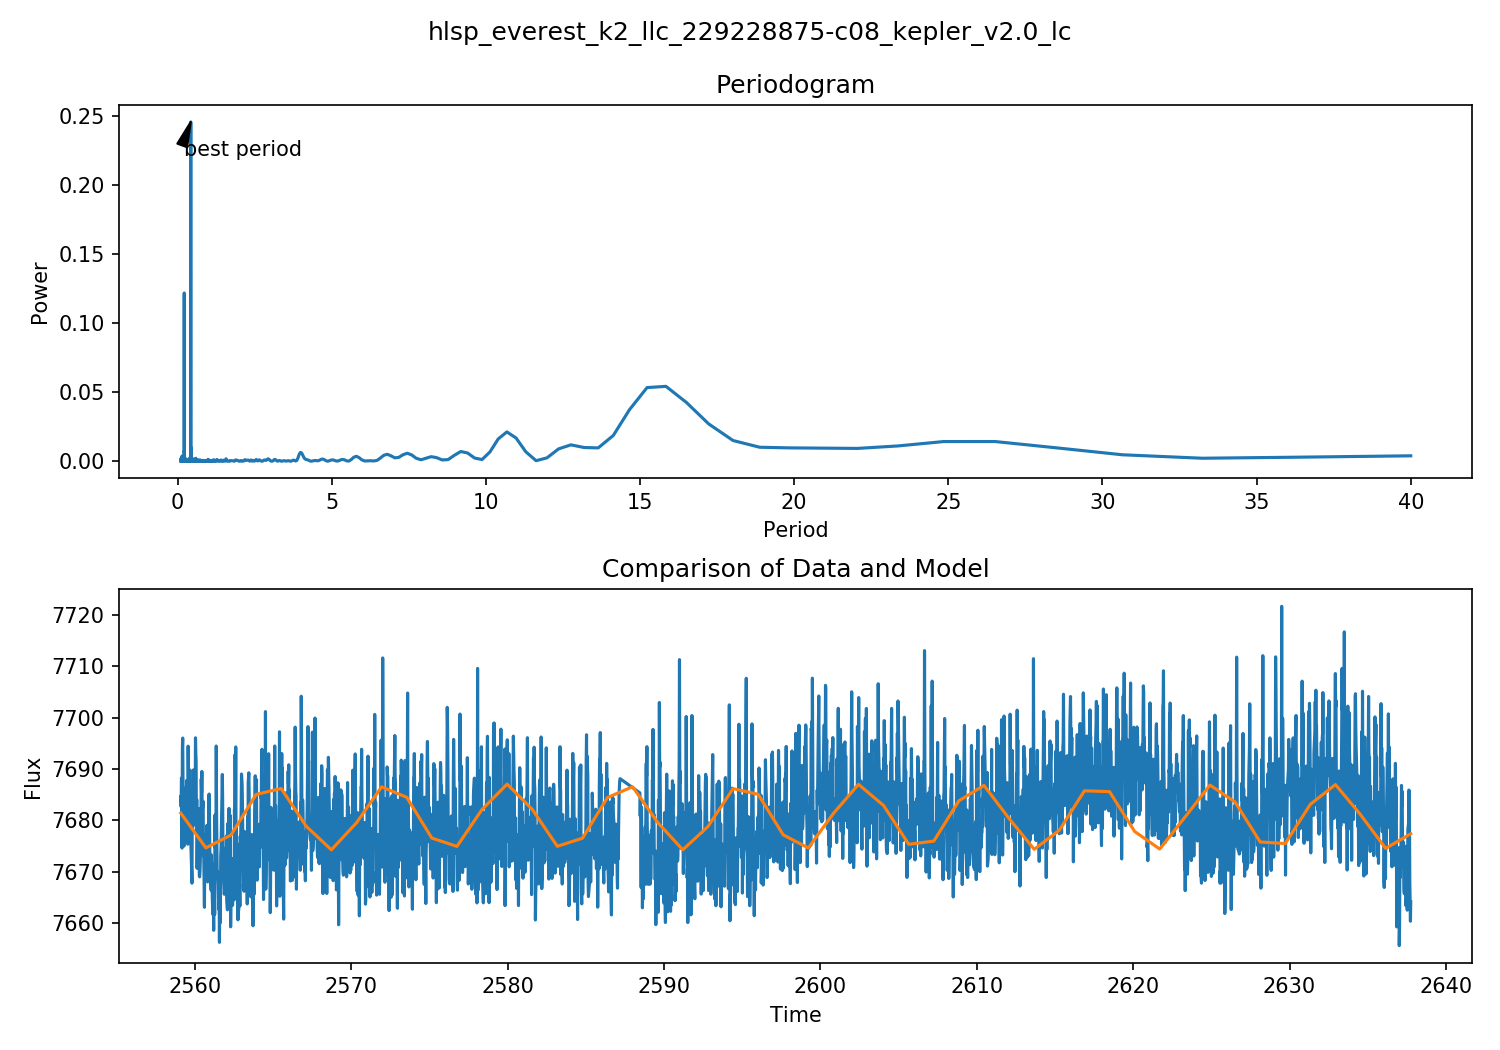 hlsp_everest_k2_llc_229228875-c08_kepler_v2.0_lc
Periodogram
0.25
0.20
0.15
0.10
0.05
0.00
Power
best period
0 5 10 15 20 25 30 35 40
Period
Comparison of Data and Model
7720
7710
7700
7690
7680
7670
7660
Flux
2560 2570 2580 2590 2600 2610 2620 2630 2640
Time